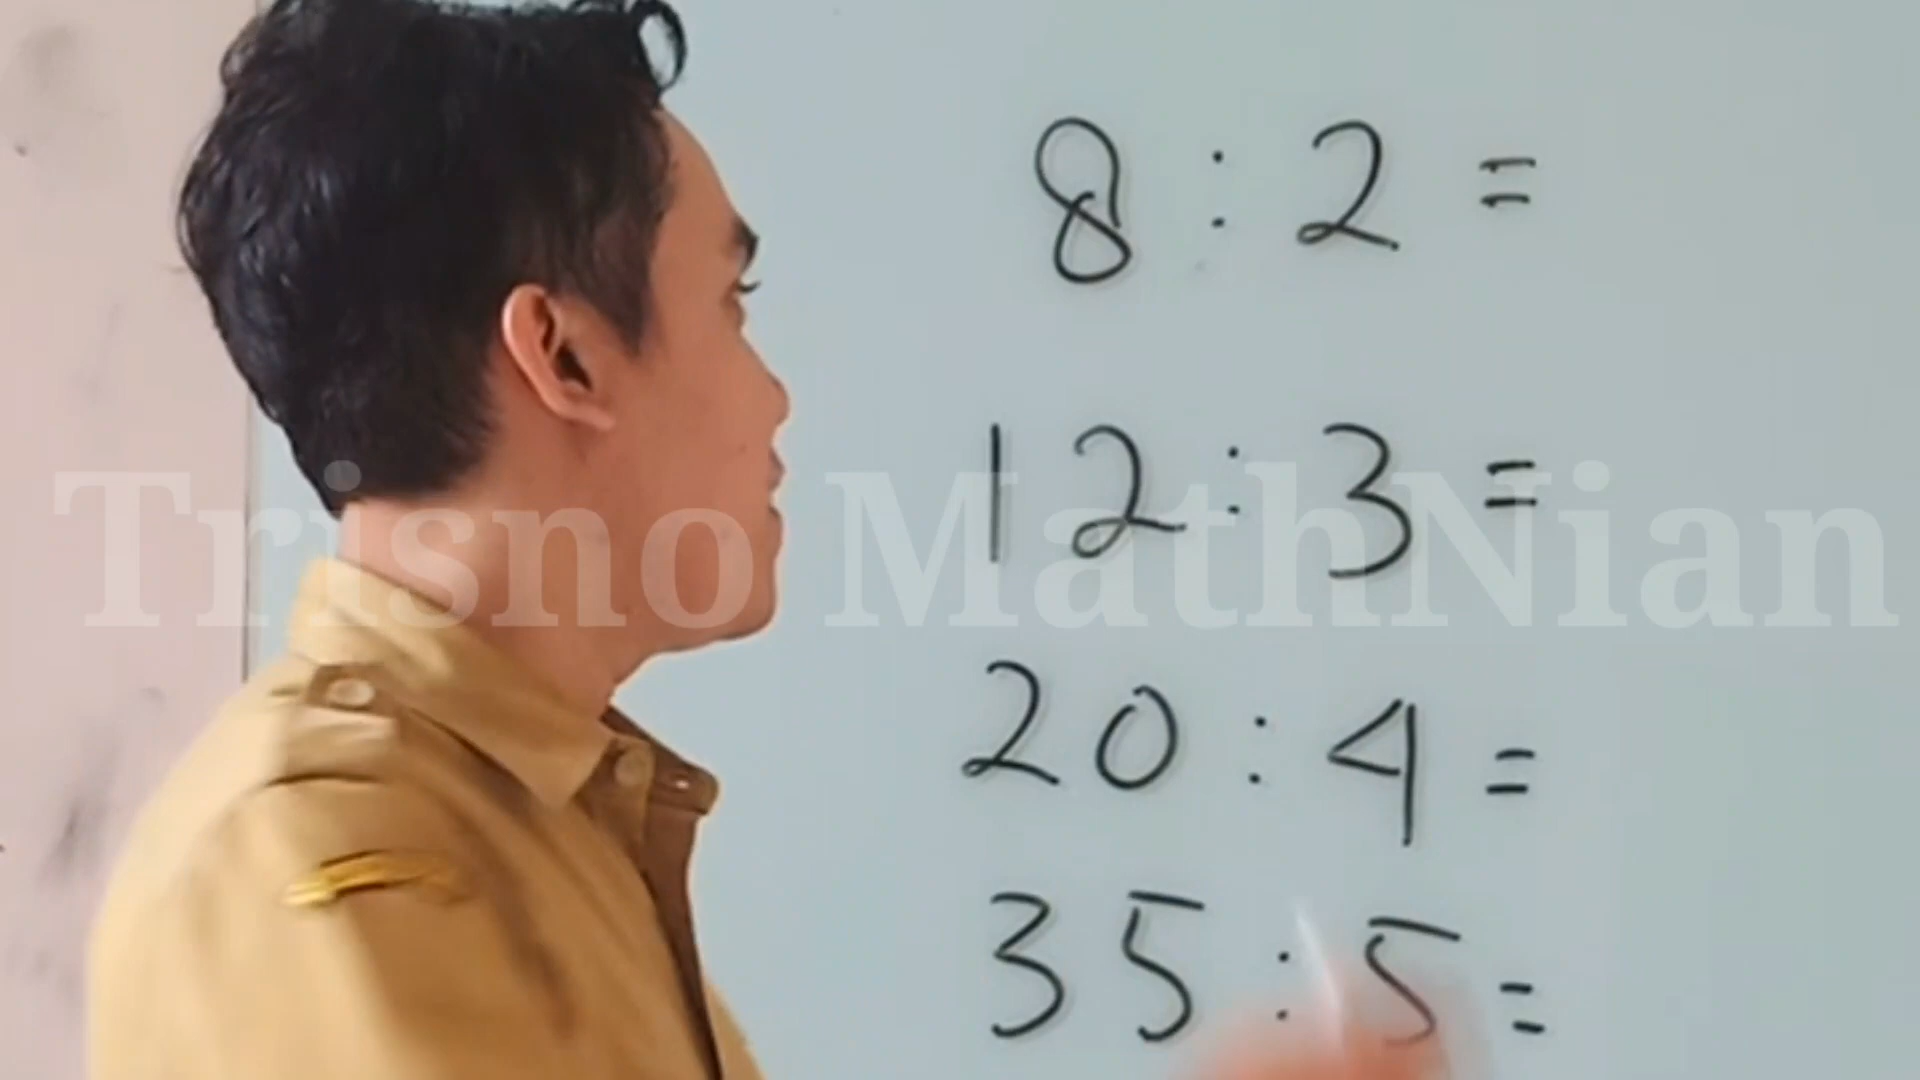 8 : 2 =
12 : 3 =
Trisno MathNian
20 : 4 =
35 : 5 =